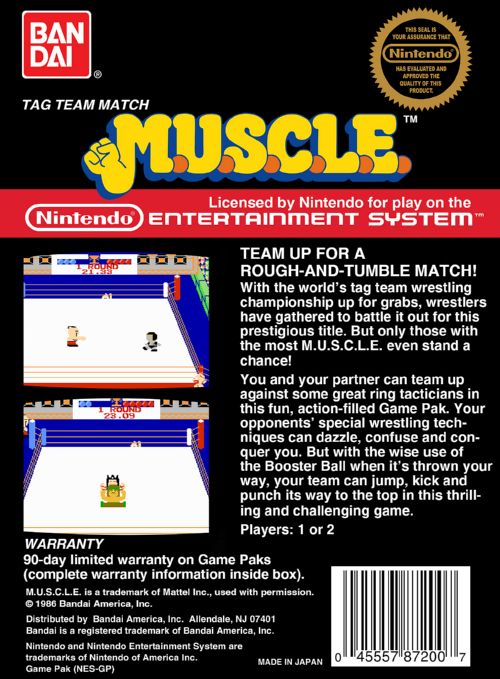 BAN
DAI
®
THIS SEAL IS
YOUR ASSURANCE THAT
Nintendo
HAS EVALUATED AND
APPROVED THE
QUALITY OF THIS
PRODUCT.
TAG TEAM MATCH
M.U.S.C.L.E.™
Licensed by Nintendo for play on the
Nintendo® ENTERTAINMENT SYSTEM™
1 ROUND
21.33
1 ROUND
23.09
TEAM UP FOR A
ROUGH-AND-TUMBLE MATCH!
With the world's tag team wrestling
championship up for grabs, wrestlers
have gathered to battle it out for this
prestigious title. But only those with
the most M.U.S.C.L.E. even stand a
chance!
You and your partner can team up
against some great ring tacticians in
this fun, action-filled Game Pak. Your
opponents' special wrestling tech-
niques can dazzle, confuse and con-
quer you. But with the wise use of
the Booster Ball when it's thrown your
way, your team can jump, kick and
punch its way to the top in this thrill-
ing and challenging game.
Players: 1 or 2
WARRANTY
90-day limited warranty on Game Paks
(complete warranty information inside box).
M.U.S.C.L.E. is a trademark of Mattel Inc., used with permission.
© 1986 Bandai America, Inc.
Distributed by Bandai America, Inc. Allendale, NJ 07401
Bandai is a registered trademark of Bandai America, Inc.
Nintendo and Nintendo Entertainment System are
trademarks of Nintendo of America Inc.
Game Pak (NES-GP)
MADE IN JAPAN
0 45557 87200 7